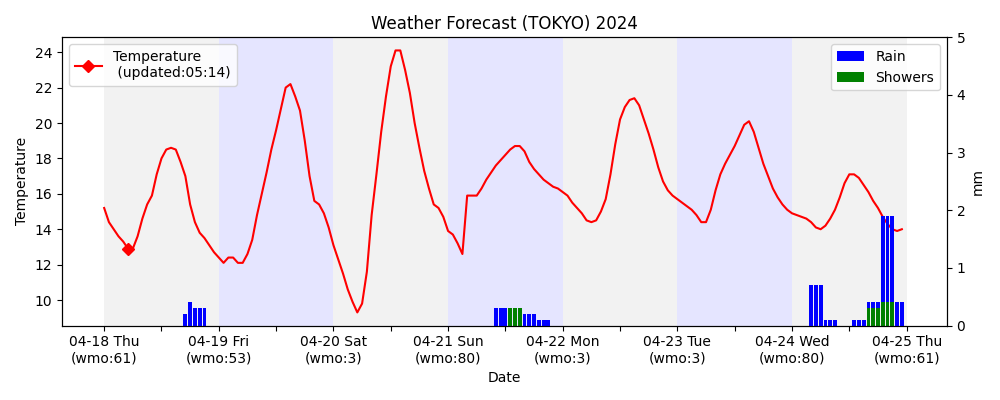 Weather Forecast (TOKYO) 2024
Temperature
(updated:05:14)
Rain
Showers
Temperature
24
22
20
18
16
14
12
10
5
4
3
2
1
0
mm
04-18 Thu
(wmo:61)
04-19 Fri
(wmo:53)
04-20 Sat
(wmo:3)
04-21 Sun
(wmo:80)
04-22 Mon
(wmo:3)
04-23 Tue
(wmo:3)
04-24 Wed
(wmo:80)
04-25 Thu
(wmo:61)
Date